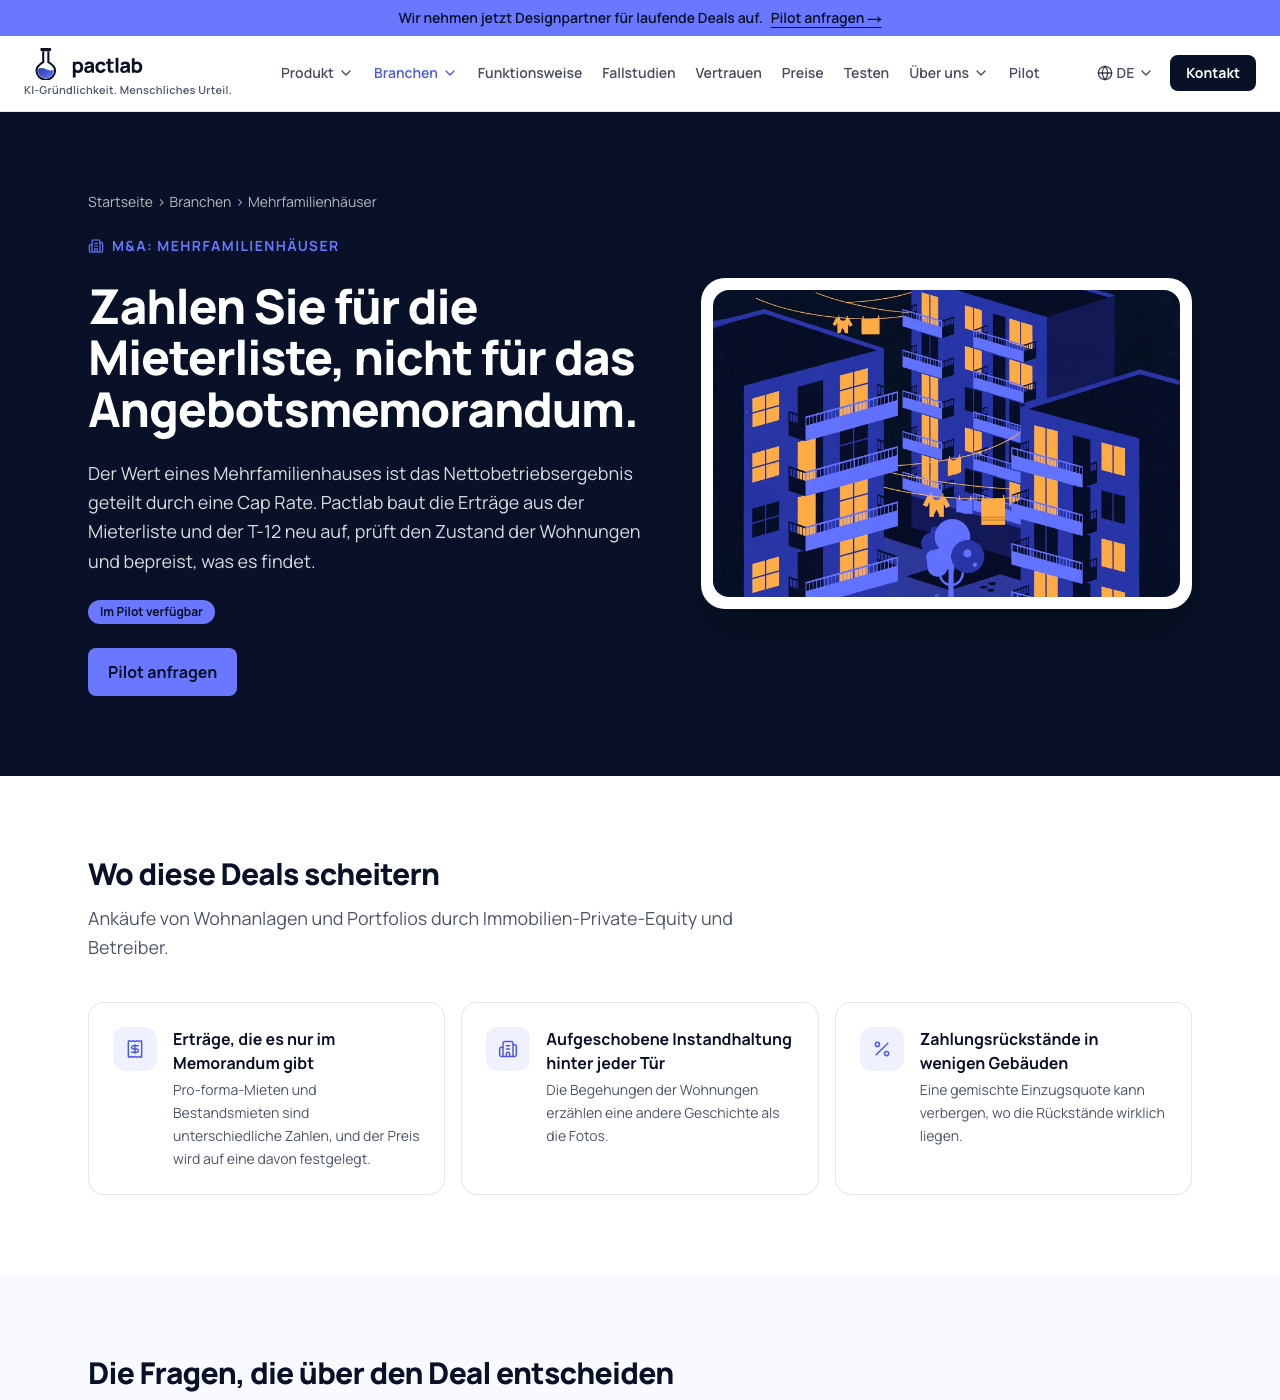 Wir nehmen jetzt Designpartner für laufende Deals auf. Pilot anfragen →
pactlab
KI-Gründlichkeit. Menschliches Urteil.
Produkt Branchen Funktionsweise Fallstudien Vertrauen Preise Testen Über uns Pilot DE Kontakt
Startseite > Branchen > Mehrfamilienhäuser
M&A: MEHRFAMILIENHÄUSER
Zahlen Sie für die
Mieterliste, nicht für das
Angebotsmemorandum.
Der Wert eines Mehrfamilienhauses ist das Nettobetriebsergebnis
geteilt durch eine Cap Rate. Pactlab baut die Erträge aus der
Mieterliste und der T-12 neu auf, prüft den Zustand der Wohnungen
und bepreist, was es findet.
Im Pilot verfügbar
Pilot anfragen
Wo diese Deals scheitern
Ankäufe von Wohnanlagen und Portfolios durch Immobilien-Private-Equity und
Betreiber.
Erträge, die es nur im
Memorandum gibt
Pro-forma-Mieten und
Bestandsmieten sind
unterschiedliche Zahlen, und der Preis
wird auf eine davon festgelegt.
Aufgeschobene Instandhaltung
hinter jeder Tür
Die Begehungen der Wohnungen
erzählen eine andere Geschichte als
die Fotos.
Zahlungsrückstände in
wenigen Gebäuden
Eine gemischte Einzugsquote kann
verbergen, wo die Rückstände wirklich
liegen.
Die Fragen, die über den Deal entscheiden